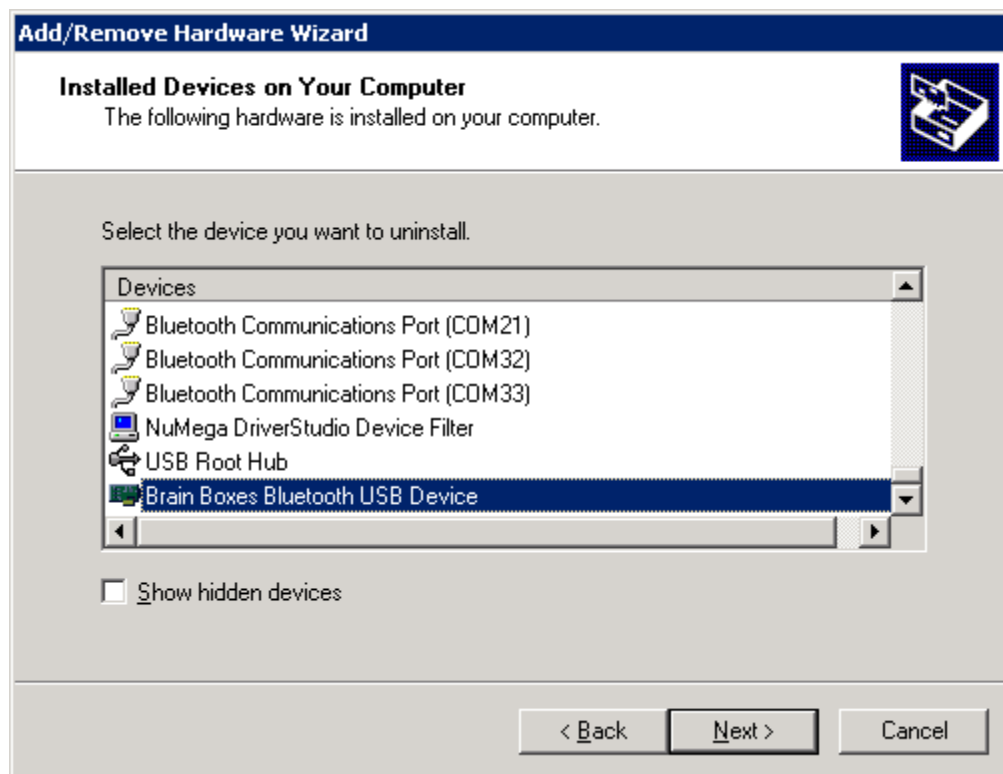 Add/Remove Hardware Wizard
Installed Devices on Your Computer
The following hardware is installed on your computer.
Select the device you want to uninstall.
Devices
Bluetooth Communications Port (COM21)
Bluetooth Communications Port (COM32)
Bluetooth Communications Port (COM33)
NuMega DriverStudio Device Filter
USB Root Hub
Brain Boxes Bluetooth USB Device
Show hidden devices
< Back Next > Cancel